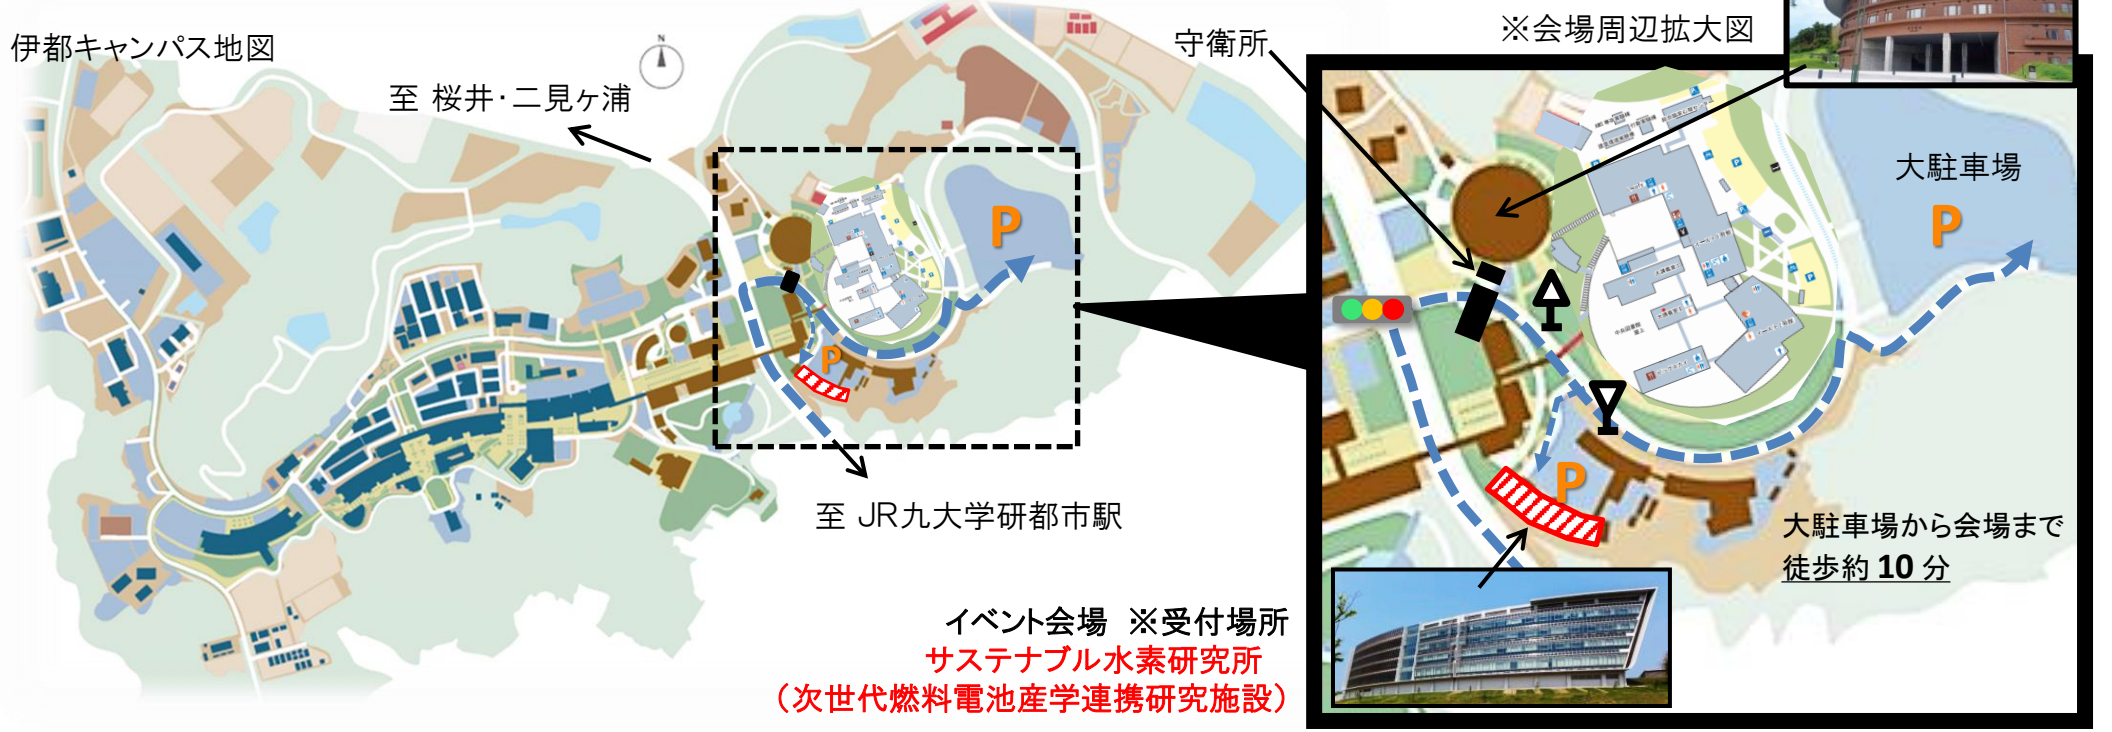 伊都キャンパス地図
N
至 桜井・二見ヶ浦
守衛所
※会場周辺拡大図
大駐車場
P
P
P
P
至 JR九大学研都市駅
大駐車場から会場まで
徒歩約 10 分
イベント会場 ※受付場所
サステナブル水素研究所
（次世代燃料電池産学連携研究施設）